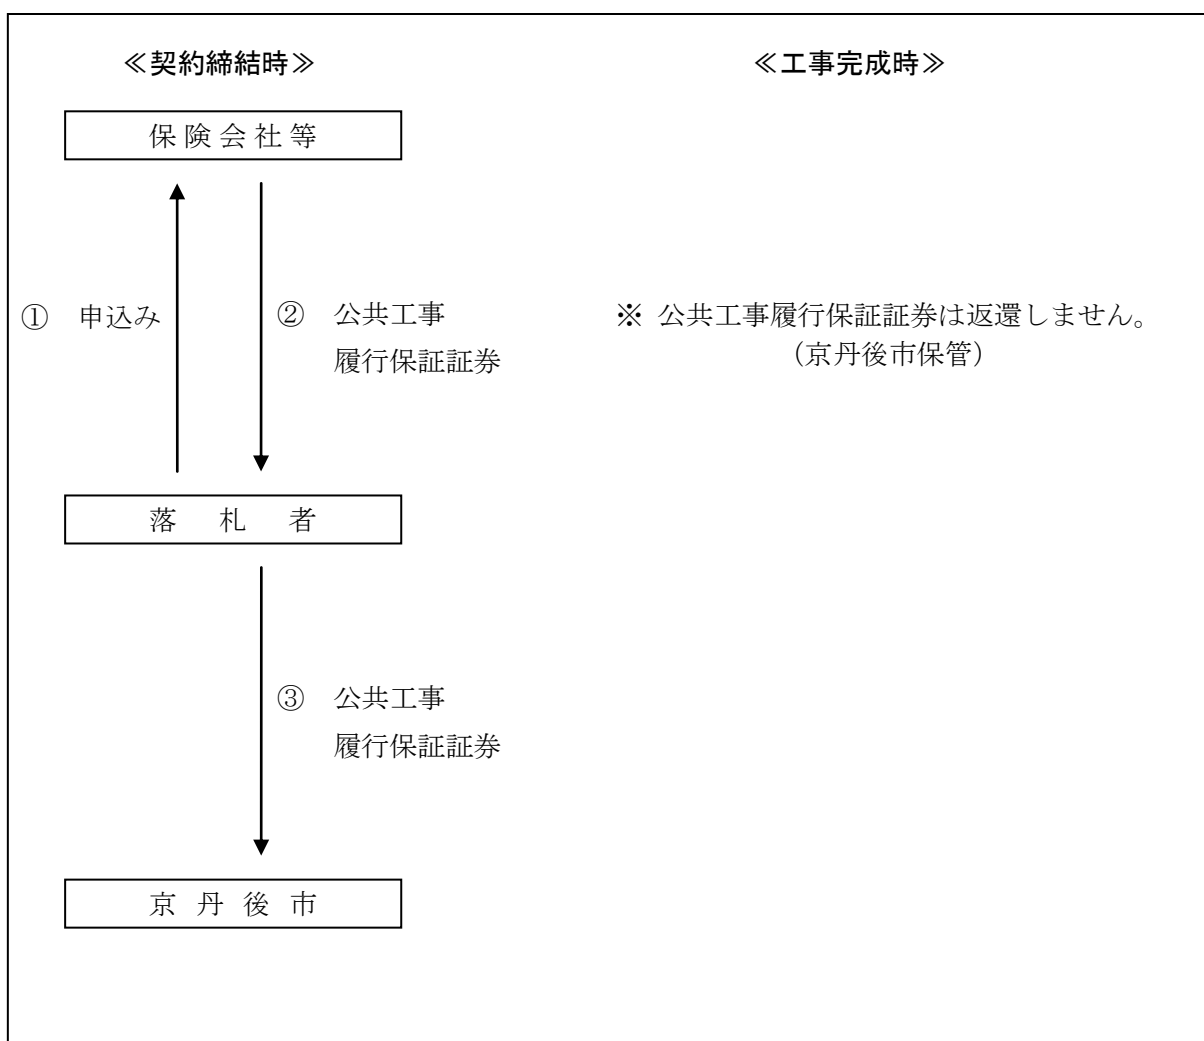 ≪契約締結時≫
≪工事完成時≫
保険会社等
① 申込み
② 公共工事
履行保証証券
※ 公共工事履行保証証券は返還しません。
（京丹後市保管）
落札者
③ 公共工事
履行保証証券
京丹後市